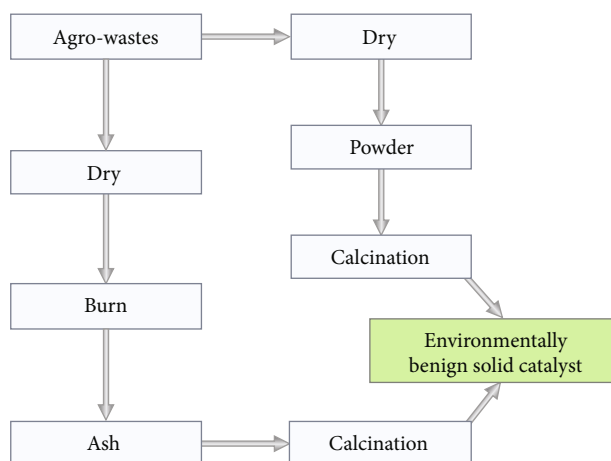 Agro-wastes
Dry
Dry
Powder
Calcination
Burn
Environmentally
benign solid catalyst
Ash
Calcination